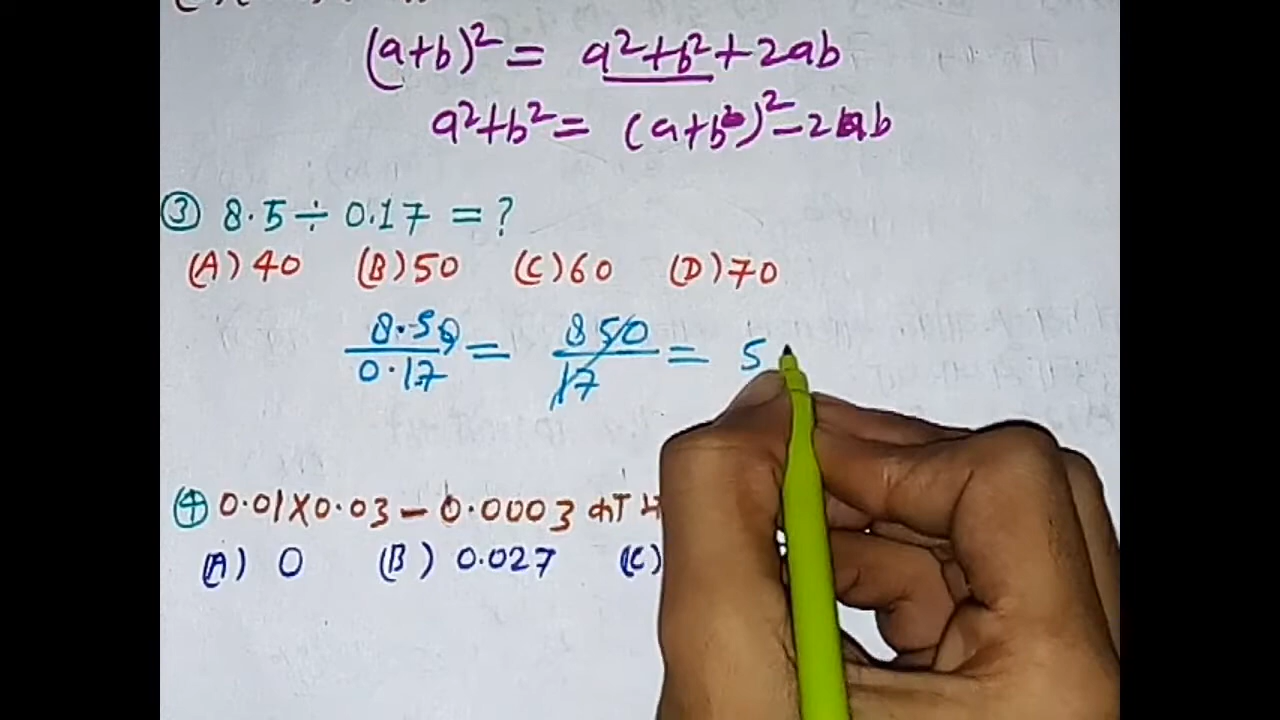 (a+b)² = a²+b²+2ab
a²+b² = (a+b)²-2ab
③ 8.5÷0.17 = ?
(A) 40 (B) 50 (C) 60 (D) 70
8.50/0.17 = 850/17 = 5
④ 0.01×0.03 - 0.0003 का
(A) 0 (B) 0.027 (C)